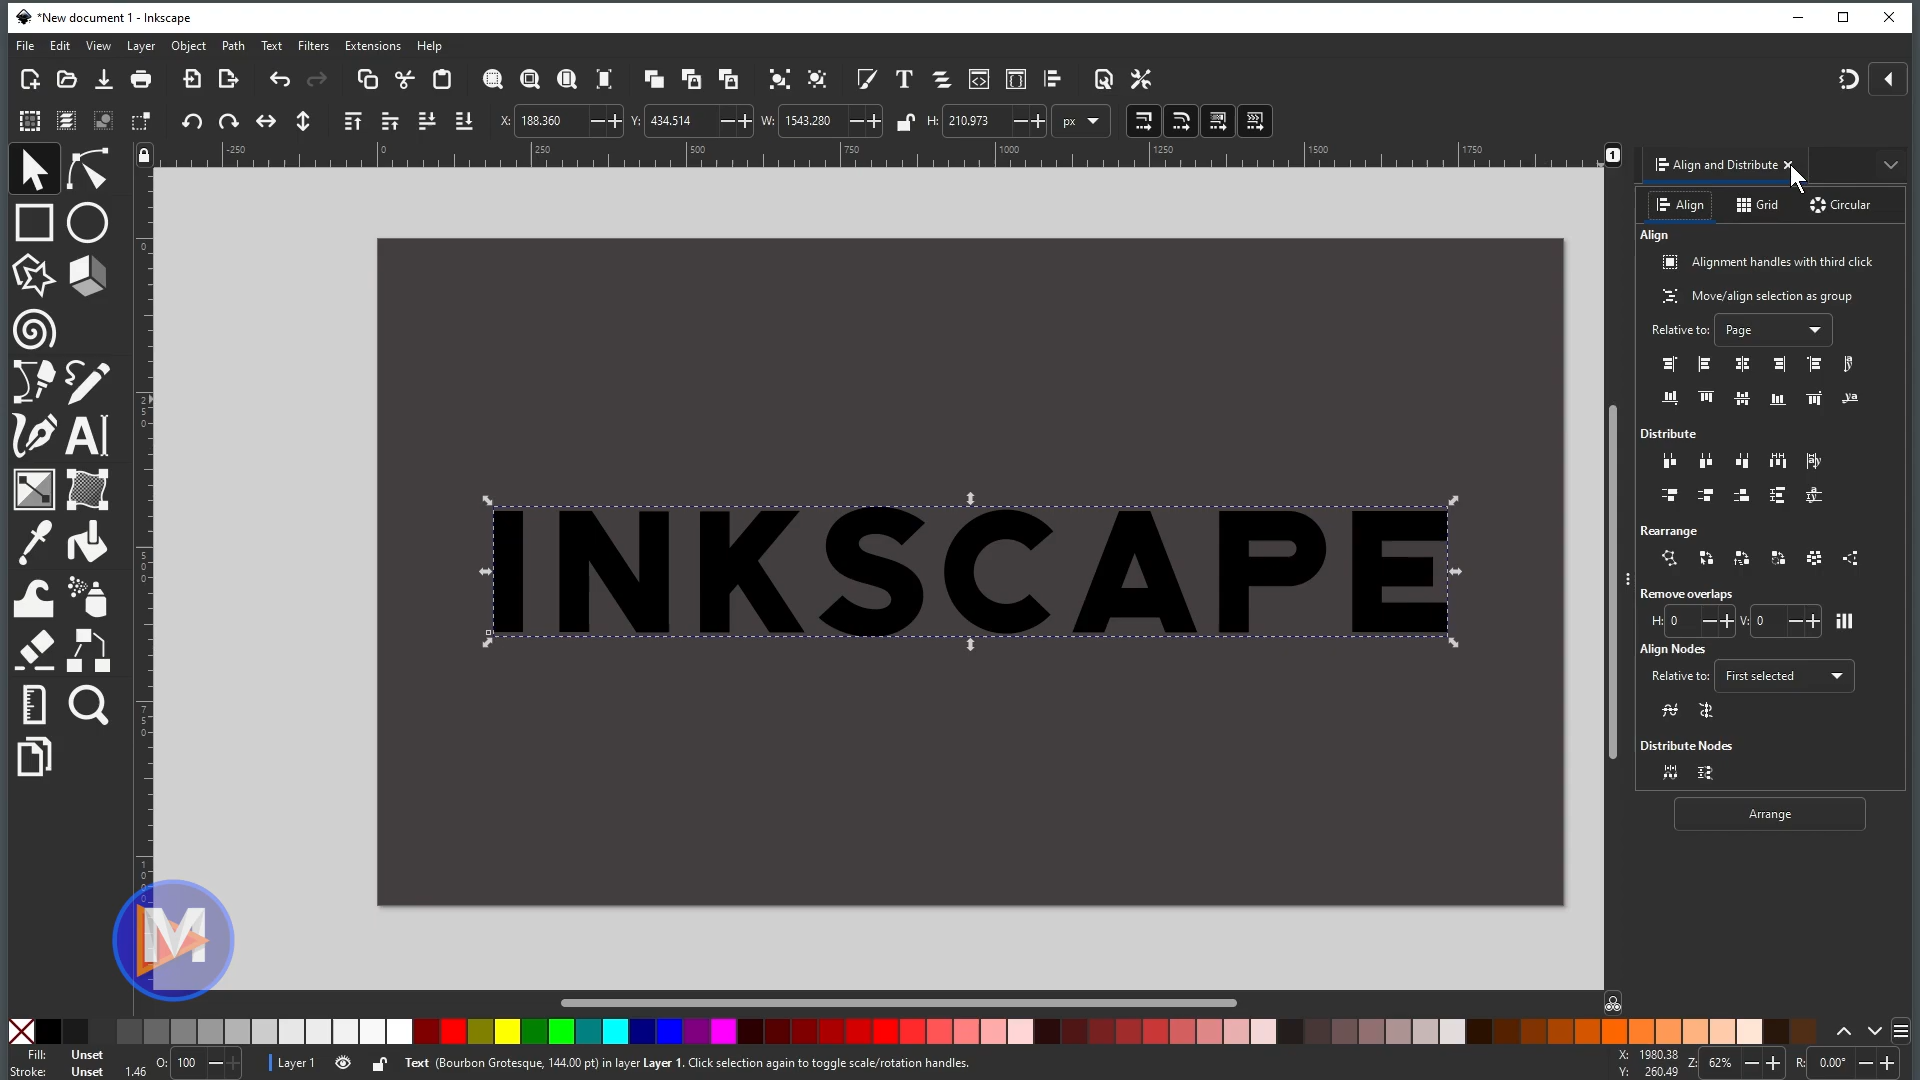 *New document 1 - Inkscape
File Edit View Layer Object Path Text Filters Extensions Help
X: 188.360 Y: 434.514 W: 1543.280 H: 210.973 px
-250 0 250 500 750 1000 1250 1500 1750
1
Align and Distribute
Align Grid Circular
Align
Alignment handles with third click
Move/align selection as group
Relative to: Page
Distribute
INKSCAPE
Rearrange
Remove overlaps
H: 0 V: 0
Align Nodes
Relative to: First selected
Distribute Nodes
Arrange
M
Fill: Unset
Stroke: Unset 1.46
O: 100 Layer 1 Text (Bourbon Grotesque, 144.00 pt) in layer Layer 1. Click selection again to toggle scale/rotation handles.
X: 1980.38
Y: 260.49
Z: 62% R: 0.00°